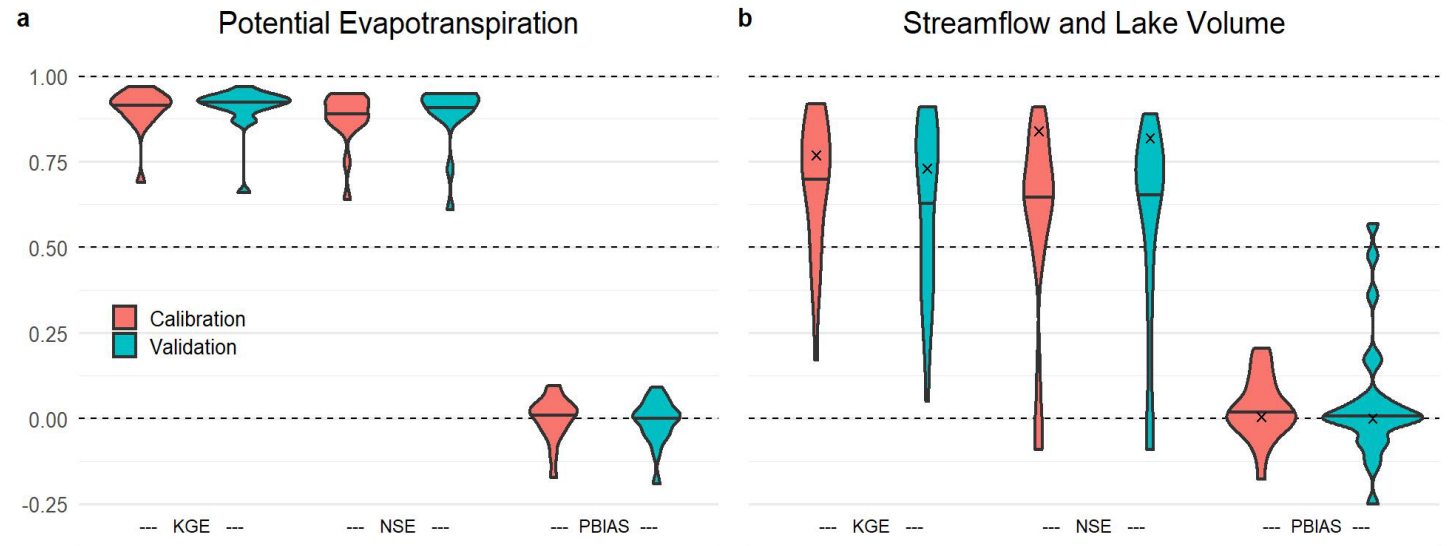 a Potential Evapotranspiration
b Streamflow and Lake Volume
1.00
0.75
0.50
0.25
0.00
-0.25
Calibration
Validation
--- KGE --- --- NSE --- --- PBIAS ---
--- KGE --- --- NSE --- --- PBIAS ---